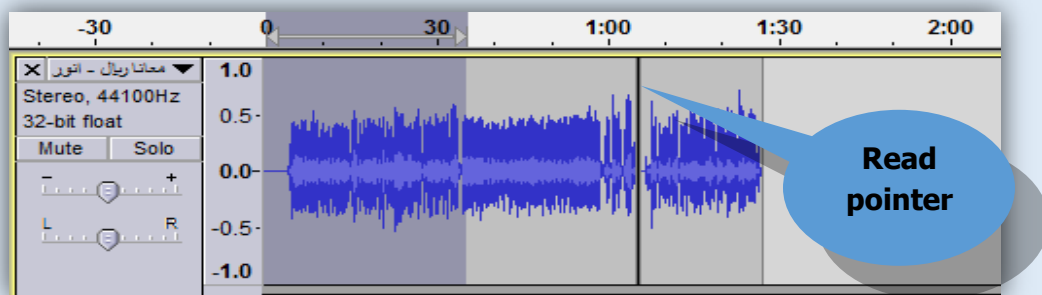 -30 0 30 1:00 1:30 2:00
X معانا ريال - انور
Stereo, 44100Hz
32-bit float
Mute Solo
- +
L R
1.0
0.5-
0.0-
-0.5-
-1.0
Read
pointer